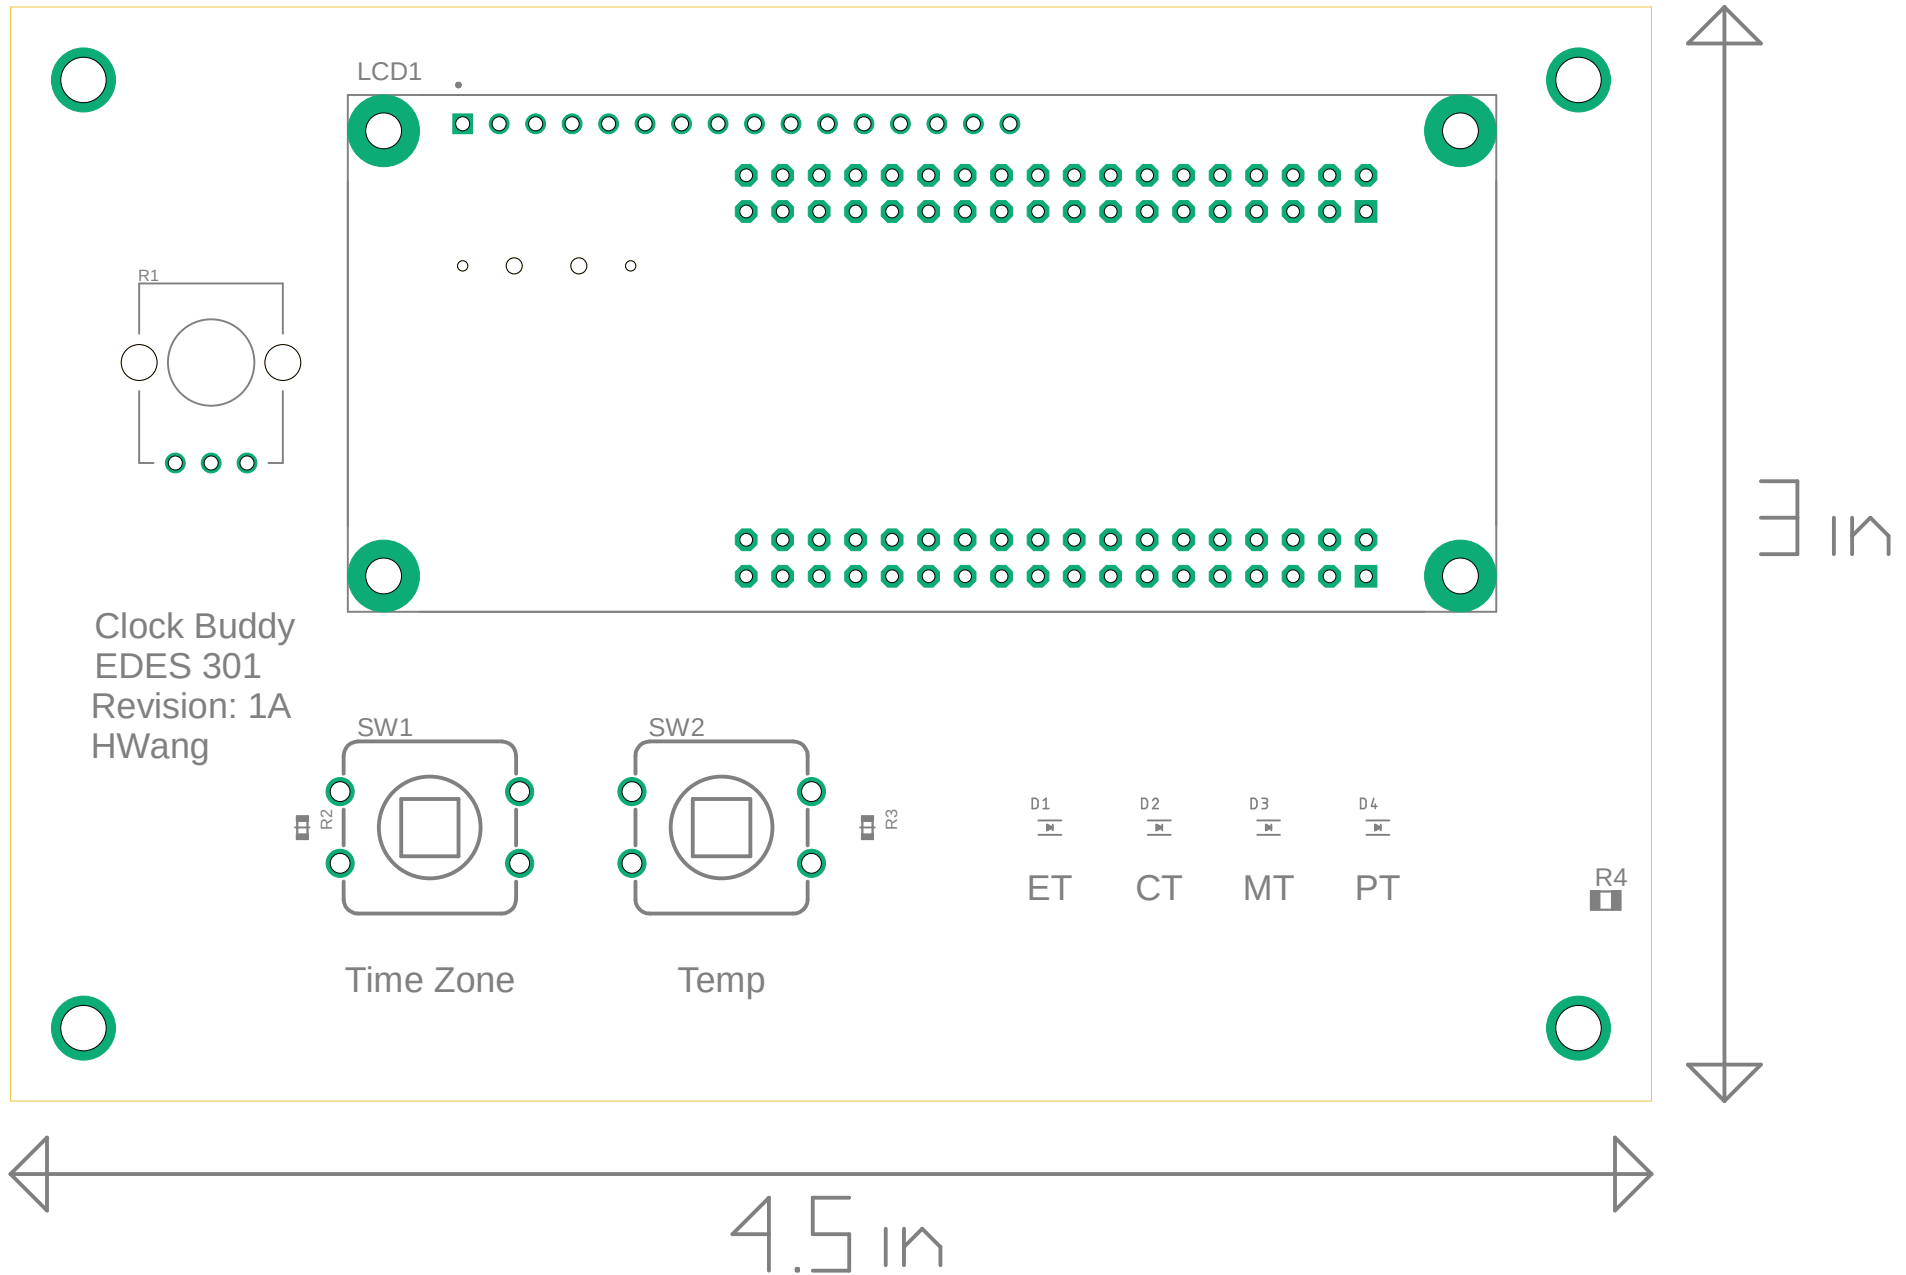 LCD1
R1
3 in
Clock Buddy
EDES 301
Revision: 1A
HWang
SW1
SW2
R2
R3
D1
D2
D3
D4
ET
CT
MT
PT
R4
Time Zone
Temp
4.5 in